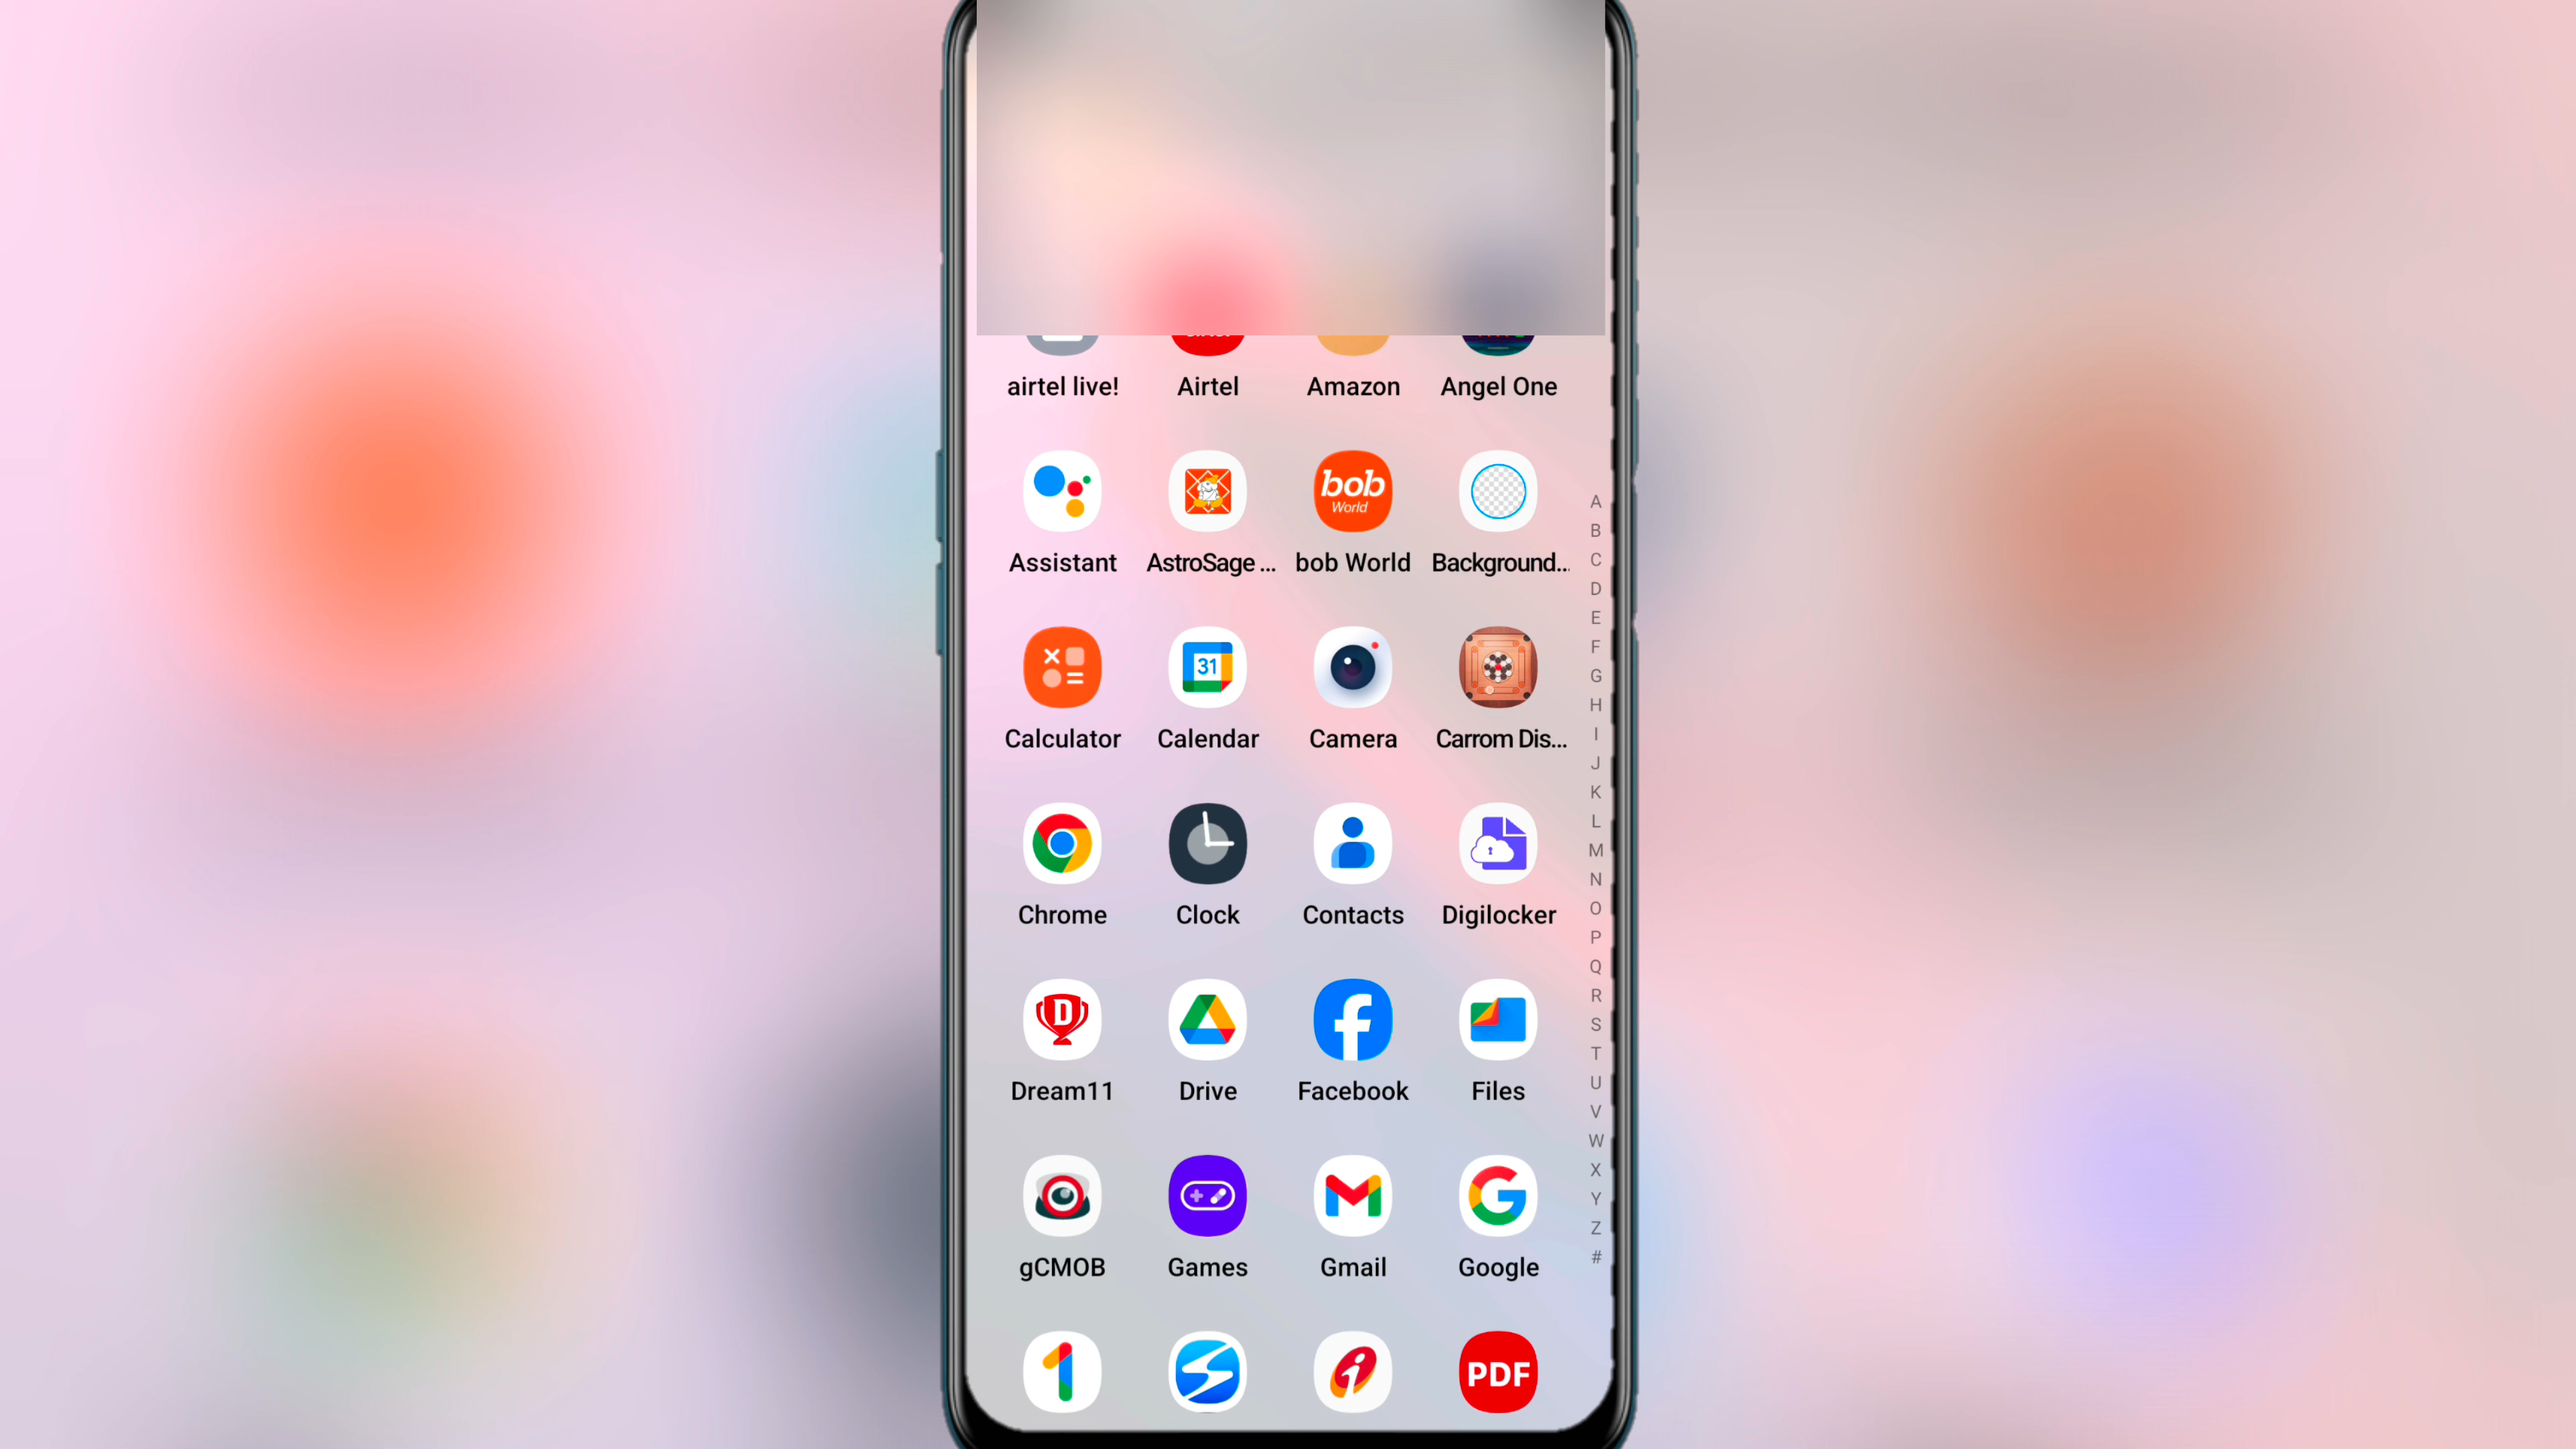 airtel live! Airtel Amazon Angel One
bob
World
Assistant AstroSage ... bob World Background...
31
Calculator Calendar Camera Carrom Dis...
Chrome Clock Contacts Digilocker
D
Dream11 Drive Facebook Files
gCMOB Games Gmail Google
PDF
A
B
C
D
E
F
G
H
I
J
K
L
M
N
O
P
Q
R
S
T
U
V
W
X
Y
Z
#